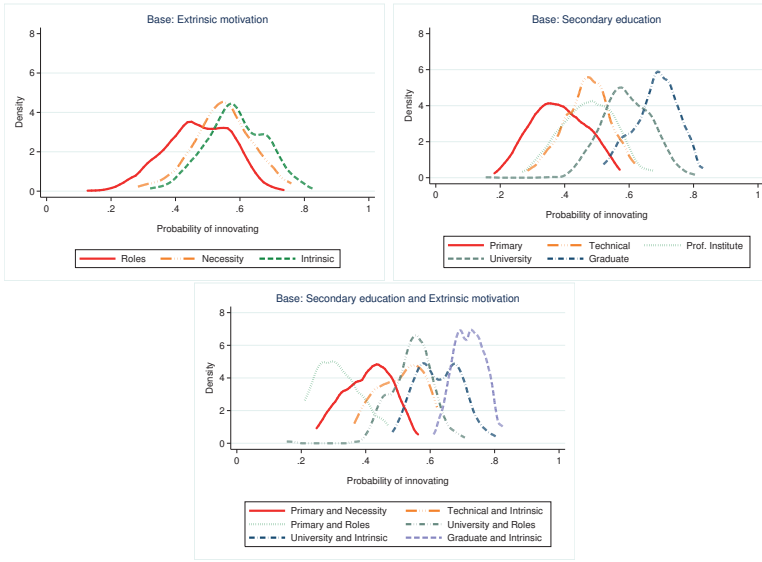 Base: Extrinsic motivation
8
6
4
2
0
Density
0 .2 .4 .6 .8 1
Probability of innovating
Roles Necessity Intrinsic
Base: Secondary education
8
6
4
2
0
Density
0 .2 .4 .6 .8 1
Probability of innovating
Primary Technical Prof. Institute
University Graduate
Base: Secondary education and Extrinsic motivation
8
6
4
2
0
Density
0 .2 .4 .6 .8 1
Probability of innovating
Primary and Necessity Technical and Intrinsic
Primary and Roles University and Roles
University and Intrinsic Graduate and Intrinsic